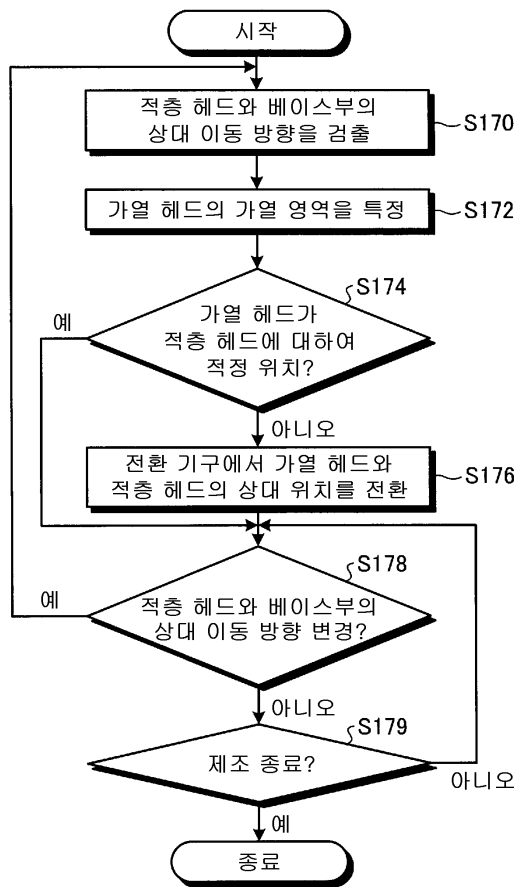 시작
적층 헤드와 베이스부의
상대 이동 방향을 검출
S170
가열 헤드의 가열 영역을 특정
S172
S174
예
가열 헤드가
적층 헤드에 대하여
적정 위치?
아니오
전환 기구에서 가열 헤드와
적층 헤드의 상대 위치를 전환
S176
S178
예
적층 헤드와 베이스부의
상대 이동 방향 변경?
아니오
S179
제조 종료?
아니오
예
종료